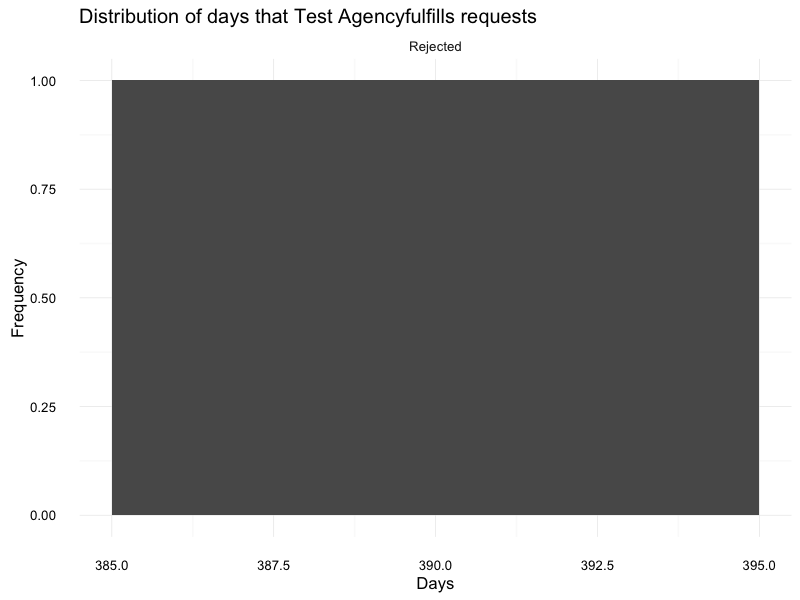 Distribution of days that Test Agencyfulfills requests
Rejected
1.00
0.75
0.50
0.25
0.00
Frequency
385.0 387.5 390.0 392.5 395.0
Days